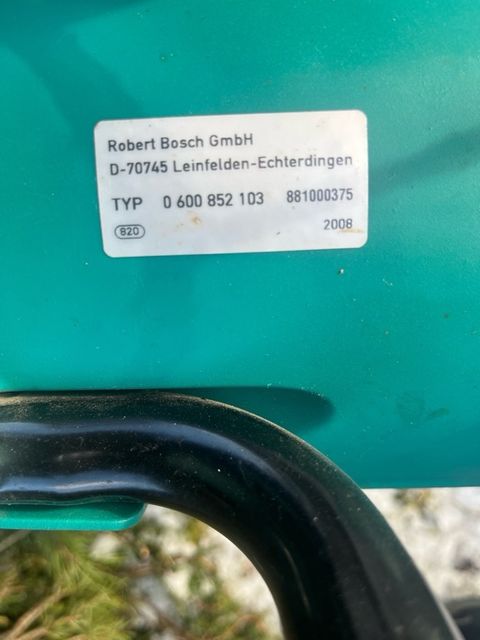 Robert Bosch GmbH
D-70745 Leinfelden-Echterdingen
TYP 0 600 852 103 881000375
820 2008